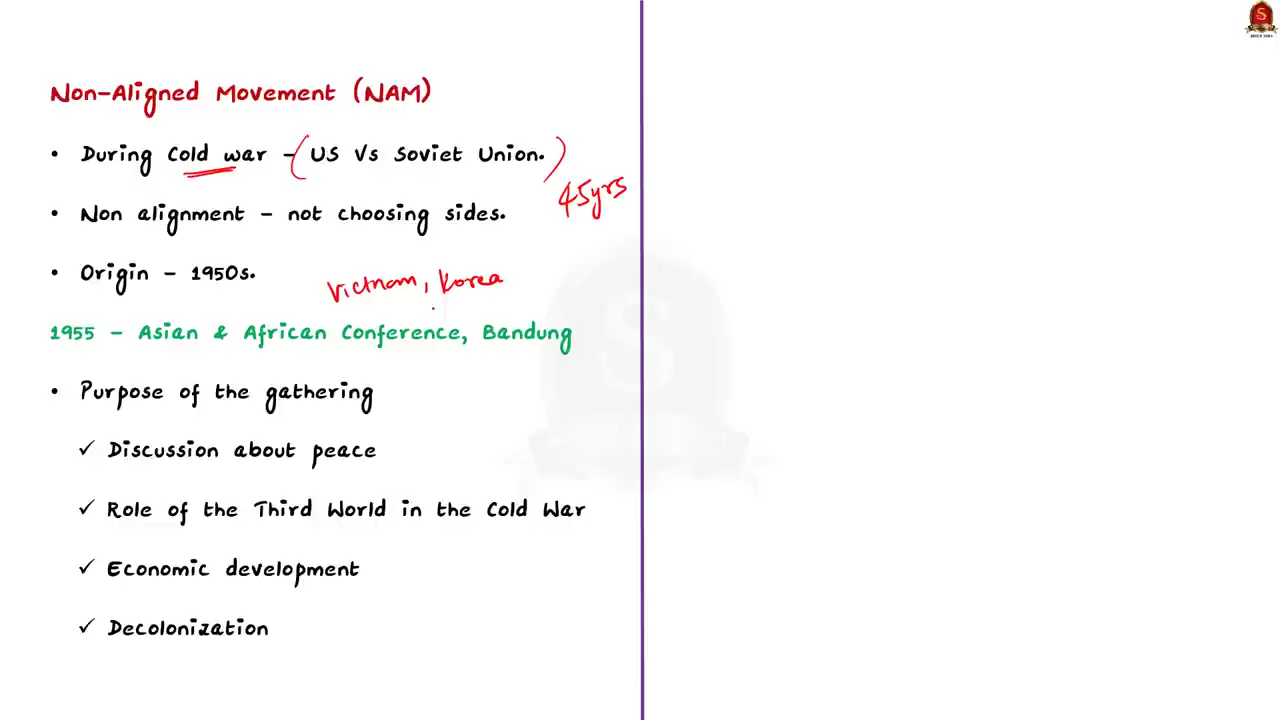 Non-Aligned Movement (NAM)
• During Cold war - (US Vs Soviet Union.)
45yrs
• Non alignment - not choosing sides.
• Origin - 1950s.
Vietnam, Korea
1955 - Asian & African Conference, Bandung
• Purpose of the gathering
✓ Discussion about peace
✓ Role of the Third World in the Cold War
✓ Economic development
✓ Decolonization
S
SINCE 2004